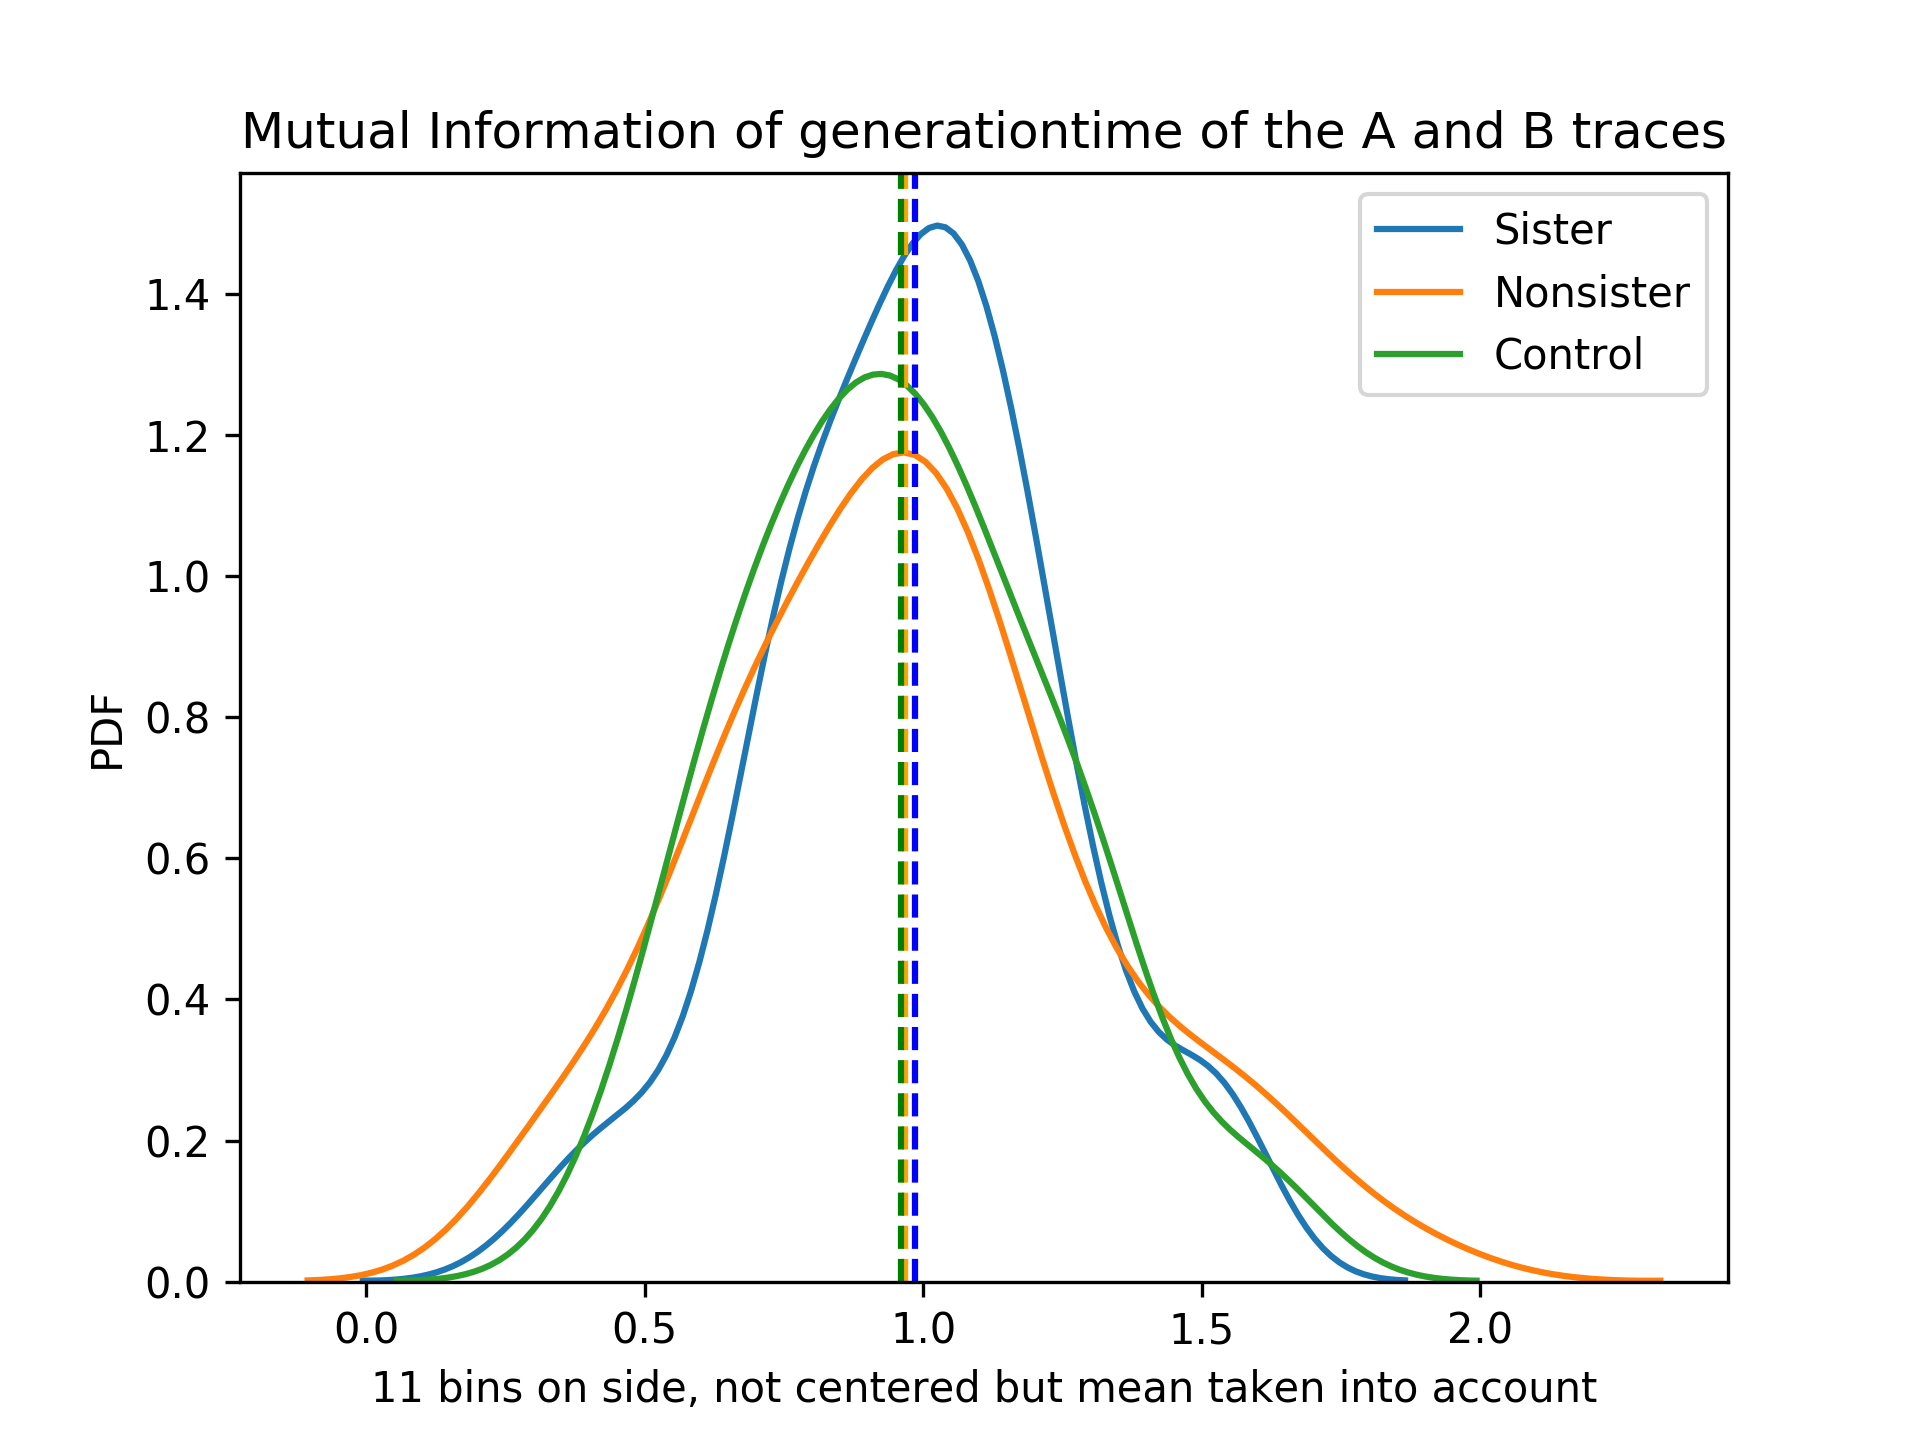 Mutual Information of generationtime of the A and B traces
Sister
Nonsister
Control
PDF
1.4
1.2
1.0
0.8
0.6
0.4
0.2
0.0
0.0 0.5 1.0 1.5 2.0
11 bins on side, not centered but mean taken into account